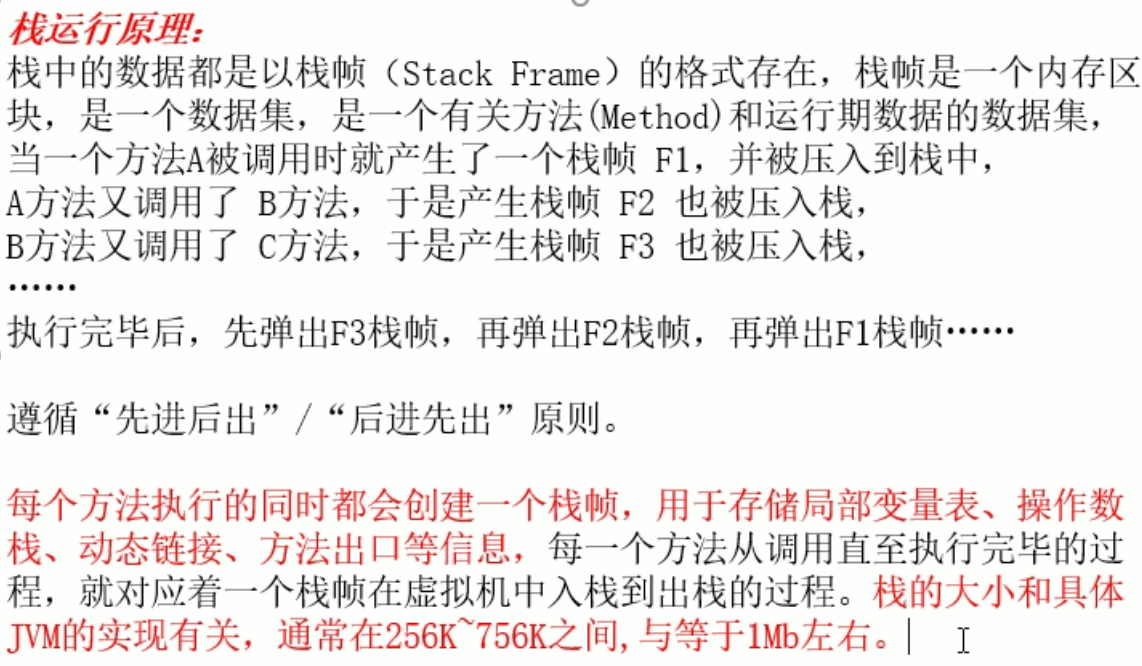 栈运行原理:
栈中的数据都是以栈帧（Stack Frame）的格式存在，栈帧是一个内存区
块，是一个数据集，是一个有关方法(Method)和运行期数据的数据集，
当一个方法A被调用时就产生了一个栈帧 F1，并被压入到栈中，
A方法又调用了 B方法，于是产生栈帧 F2 也被压入栈，
B方法又调用了 C方法，于是产生栈帧 F3 也被压入栈，
……
执行完毕后，先弹出F3栈帧，再弹出F2栈帧，再弹出F1栈帧……
遵循“先进后出”/“后进先出”原则。
每个方法执行的同时都会创建一个栈帧，用于存储局部变量表、操作数
栈、动态链接、方法出口等信息，每一个方法从调用直至执行完毕的过
程，就对应着一个栈帧在虚拟机中入栈到出栈的过程。栈的大小和具体
JVM的实现有关，通常在256K~756K之间,与等于1Mb左右。